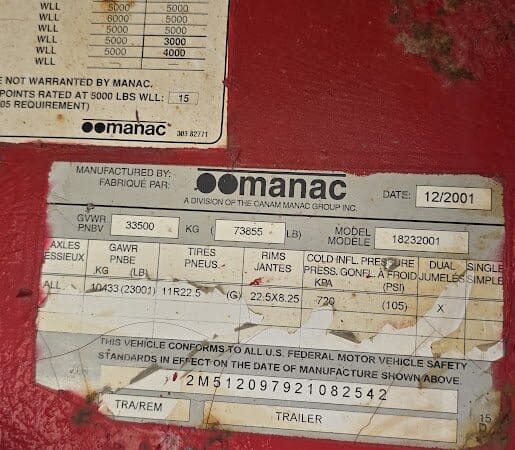 WLL 5000 5000
WLL 6000 5000
WLL 5000 5000
WLL 5000 3000
WLL 5000 4000
E NOT WARRANTED BY MANAC.
POINTS RATED AT 5000 LBS WLL: 15
05 REQUIREMENT)
manac
303 82771
MANUFACTURED BY:
FABRIQUÉ PAR:
manac
A DIVISION OF THE CANAM MANAC GROUP INC.
DATE: 12/2001
GVWR
PNBV
33500 KG ( 73855 LB)
MODEL
MODÈLE 18232001
AXLES GAWR TIRES RIMS COLD INFL. PRESSURE DUAL SINGLE
ESSIEUX PNBE PNEUS JANTES PRESS. GONFL. À FROID JUMELÉS SIMPLE
KG (LB) KPA (PSI)
ALL 10433 (23001) 11R22.5 (G) 22.5X8.25 720 (105) X
THIS VEHICLE CONFORMS TO ALL U.S. FEDERAL MOTOR VEHICLE SAFETY
STANDARDS IN EFFECT ON THE DATE OF MANUFACTURE SHOWN ABOVE.
V.I.N. 2M512097921082542
TRA/REM TRAILER